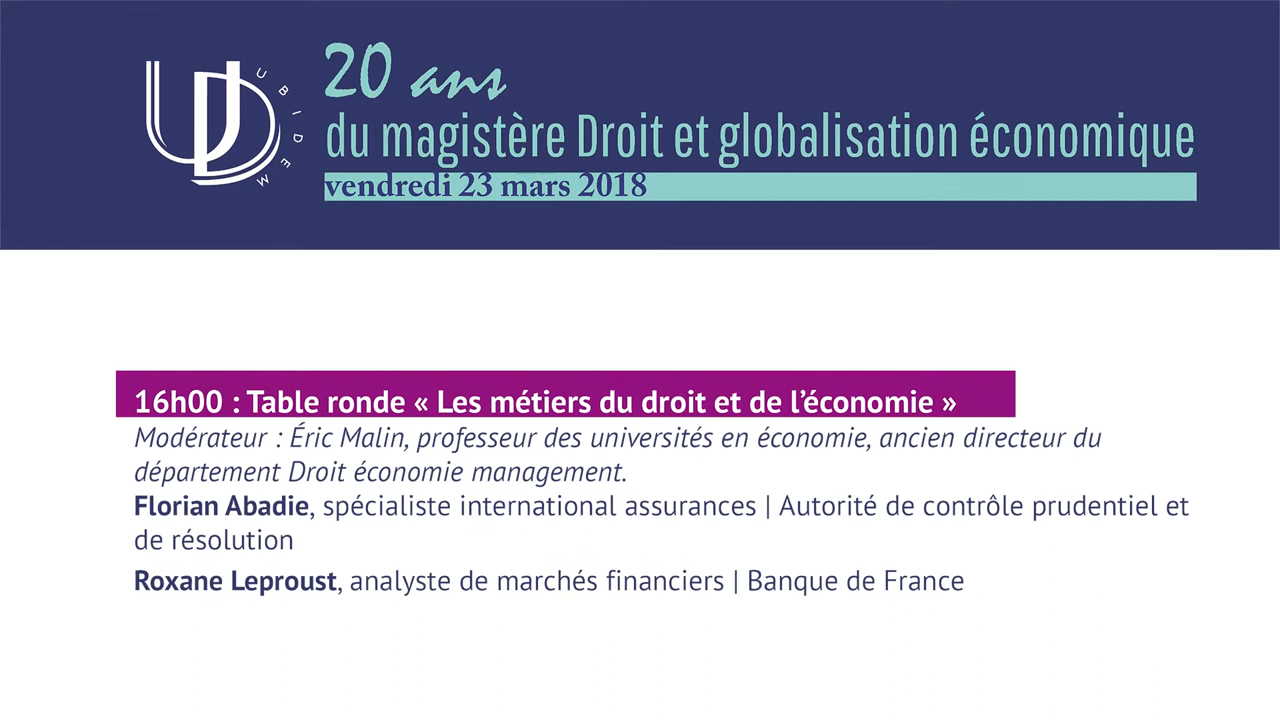 UBIDEM
20 ans
du magistère Droit et globalisation économique
vendredi 23 mars 2018
16h00 : Table ronde « Les métiers du droit et de l’économie »
Modérateur : Éric Malin, professeur des universités en économie, ancien directeur du
département Droit économie management.
Florian Abadie, spécialiste international assurances | Autorité de contrôle prudentiel et
de résolution
Roxane Leproust, analyste de marchés financiers | Banque de France